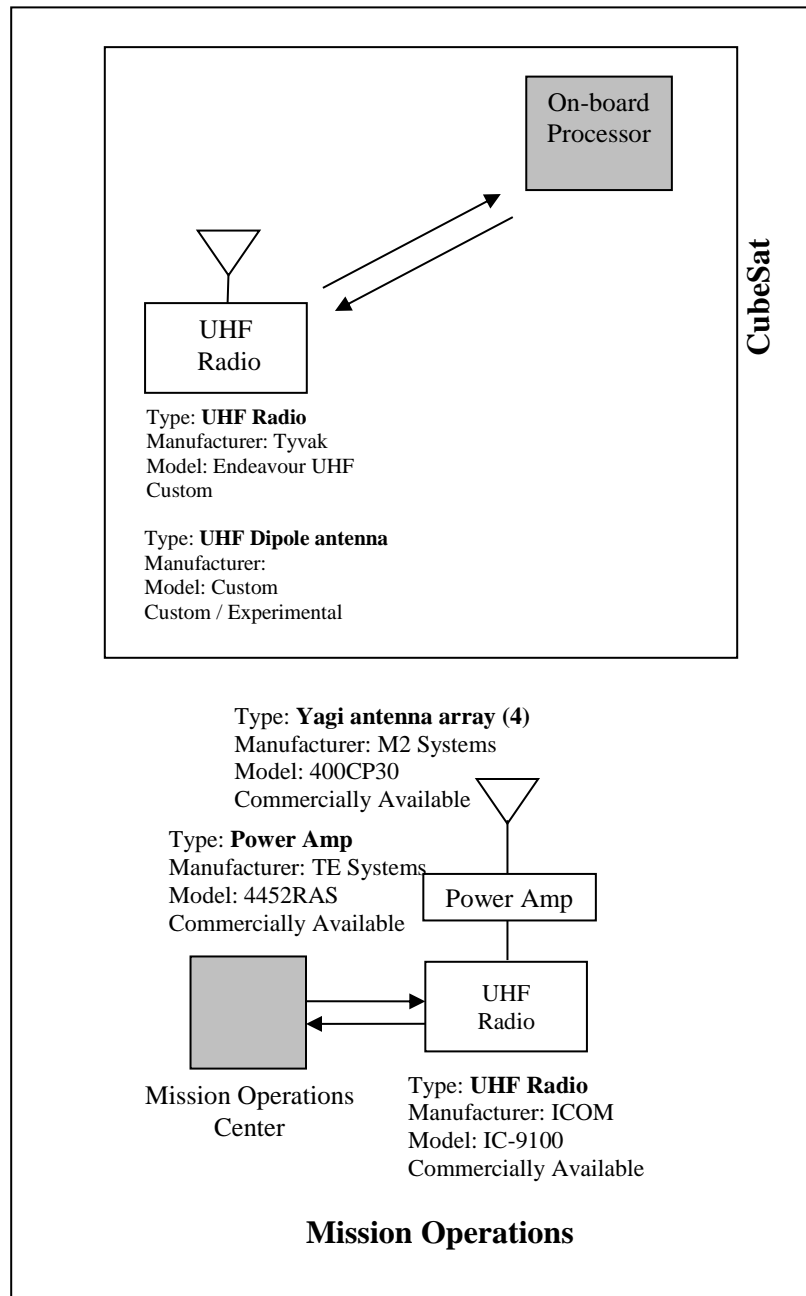 On-board
Processor
CubeSat
UHF
Radio
Type: UHF Radio
Manufacturer: Tyvak
Model: Endeavour UHF
Custom
Type: UHF Dipole antenna
Manufacturer:
Model: Custom
Custom / Experimental
Type: Yagi antenna array (4)
Manufacturer: M2 Systems
Model: 400CP30
Commercially Available
Type: Power Amp
Manufacturer: TE Systems
Model: 4452RAS
Commercially Available
Power Amp
UHF
Radio
Mission Operations
Center
Type: UHF Radio
Manufacturer: ICOM
Model: IC-9100
Commercially Available
Mission Operations